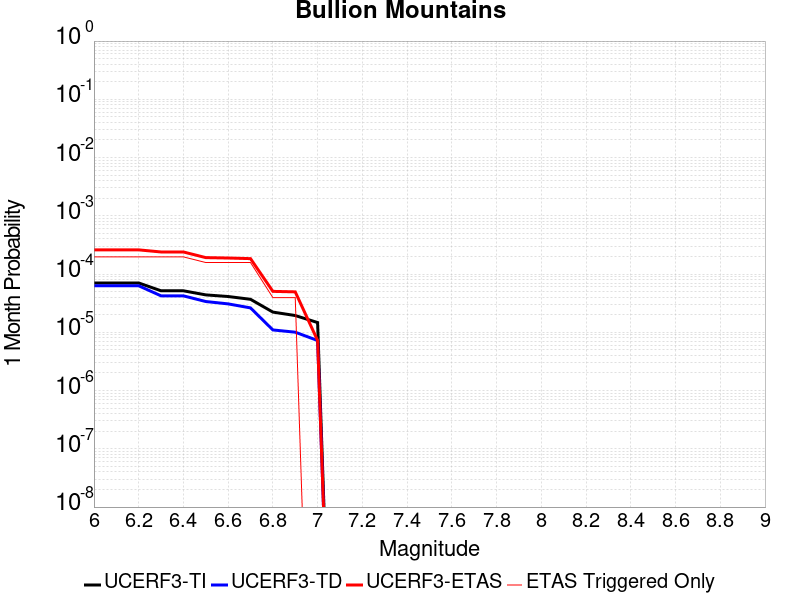 Bullion Mountains
10^0
10^-1
10^-2
10^-3
10^-4
10^-5
10^-6
10^-7
10^-8
1 Month Probability
6 6.2 6.4 6.6 6.8 7 7.2 7.4 7.6 7.8 8 8.2 8.4 8.6 8.8 9
Magnitude
UCERF3-TI UCERF3-TD UCERF3-ETAS ETAS Triggered Only